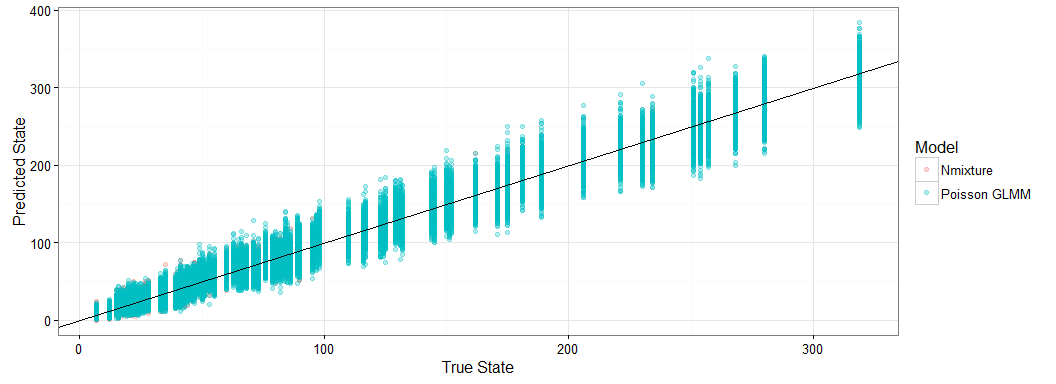 400
300
200
100
0
Predicted State
0 100 200 300
True State
Model
Nmixture
Poisson GLMM